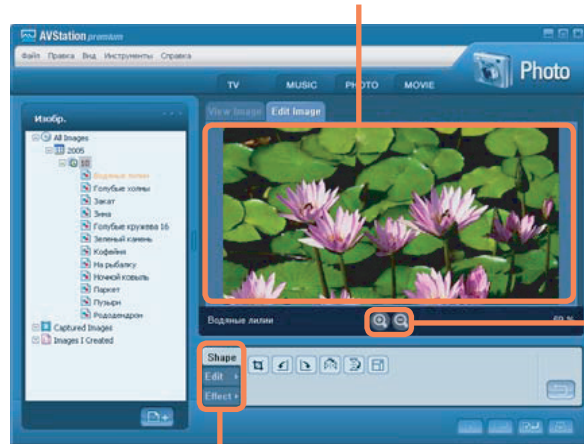 AVStation premium
Файл Правка Вид Инструменты Справка
Photo
TV MUSIC PHOTO MOVIE
Изобр.
View Image Edit Image
All Images
2005
10
Водяные лилии
Голубые холмы
Закат
Зима
Голубые кружева 16
Зеленый камень
Кофейня
На рыбалку
Ночной ковыль
Паркет
Пузыри
Рододендрон
Captured Images
Images I Created
Водяные лилии
Shape
Edit
Effect